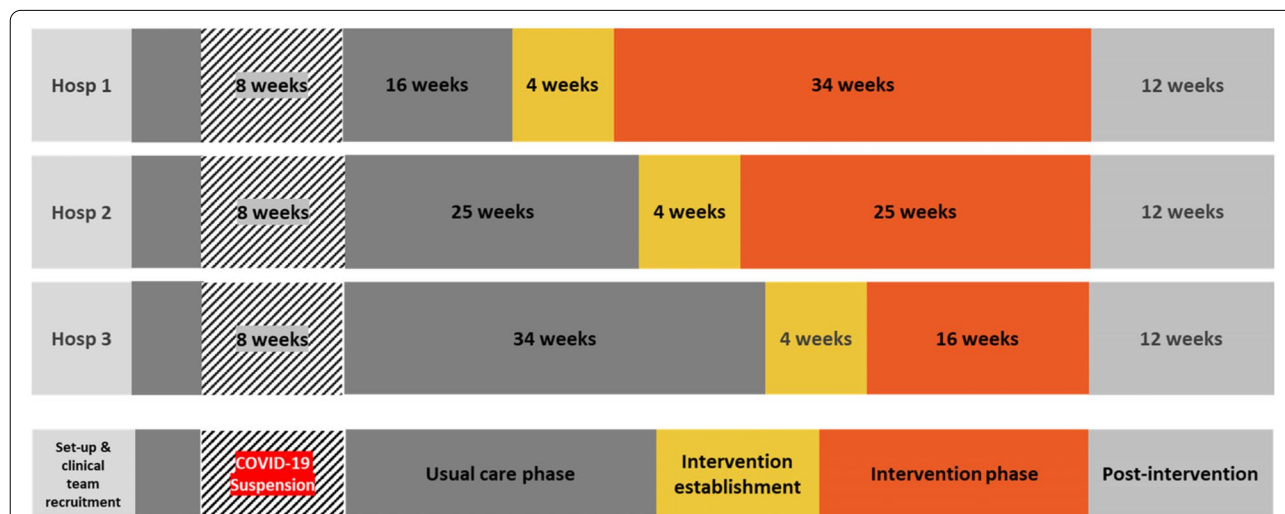 Hosp 1
8 weeks
16 weeks
4 weeks
34 weeks
12 weeks
Hosp 2
8 weeks
25 weeks
4 weeks
25 weeks
12 weeks
Hosp 3
8 weeks
34 weeks
4 weeks
16 weeks
12 weeks
Set-up &
clinical
team
recruitment
COVID-19
Suspension
Usual care phase
Intervention
establishment
Intervention phase
Post-intervention